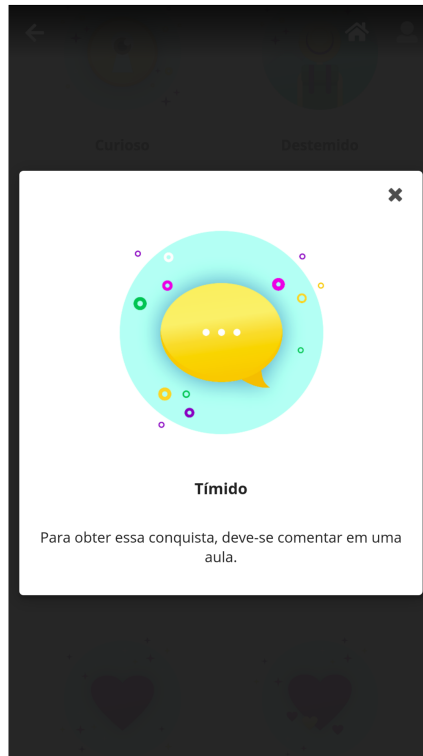 Curioso
Destemido
Tímido
Para obter essa conquista, deve-se comentar em uma
aula.